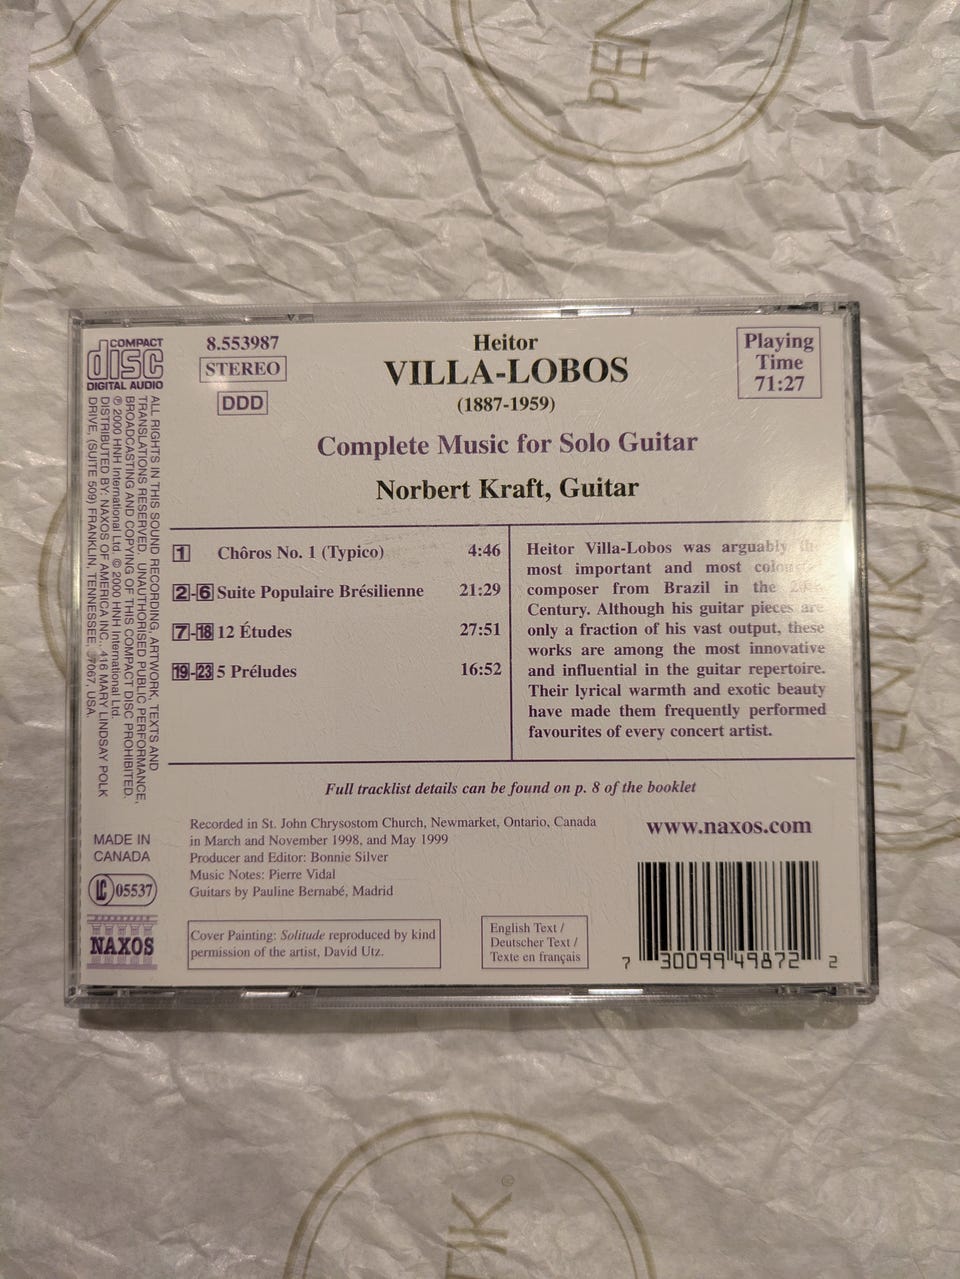 PEN
COMPACT
disc
DIGITAL AUDIO
8.553987
STEREO
DDD
Heitor
VILLA-LOBOS
(1887-1959)
Complete Music for Solo Guitar
Norbert Kraft, Guitar
Playing
Time
71:27
1 Chôros No. 1 (Typico) 4:46
2-6 Suite Populaire Brésilienne 21:29
7-18 12 Études 27:51
19-23 5 Préludes 16:52
Heitor Villa-Lobos was arguably the
most important and most
composer from Brazil in the 20th
Century. Although his guitar pieces are
only a fraction of his vast output, these
works are among the most innovative
and influential in the guitar repertoire.
Their lyrical warmth and exotic beauty
have made them frequently performed
favourites of every concert artist.
Full tracklist details can be found on p. 8 of the booklet
Recorded in St. John Chrysostom Church, Newmarket, Ontario, Canada
in March and November 1998, and May 1999
Producer and Editor: Bonnie Silver
Music Notes: Pierre Vidal
Guitars by Pauline Bernabé, Madrid
www.naxos.com
Cover Painting: Solitude reproduced by kind
permission of the artist, David Utz.
English Text /
Deutscher Text /
Texte en français
7 30099 49872 2
ALL RIGHTS IN THIS SOUND RECORDING, ARTWORK, TEXTS AND
TRANSLATIONS RESERVED. UNAUTHORISED PUBLIC PERFORMANCE,
BROADCASTING AND COPYING OF THIS COMPACT DISC PROHIBITED.
℗ 2000 HNH International Ltd. © 2000 HNH International Ltd.
DISTRIBUTED BY: NAXOS OF AMERICA INC., 416 MARY LINDSAY POLK
DRIVE, (SUITE 509) FRANKLIN, TENNESSEE, 37067, USA.
MADE IN
CANADA
LC 05537
NAXOS
ENIK
IK ®